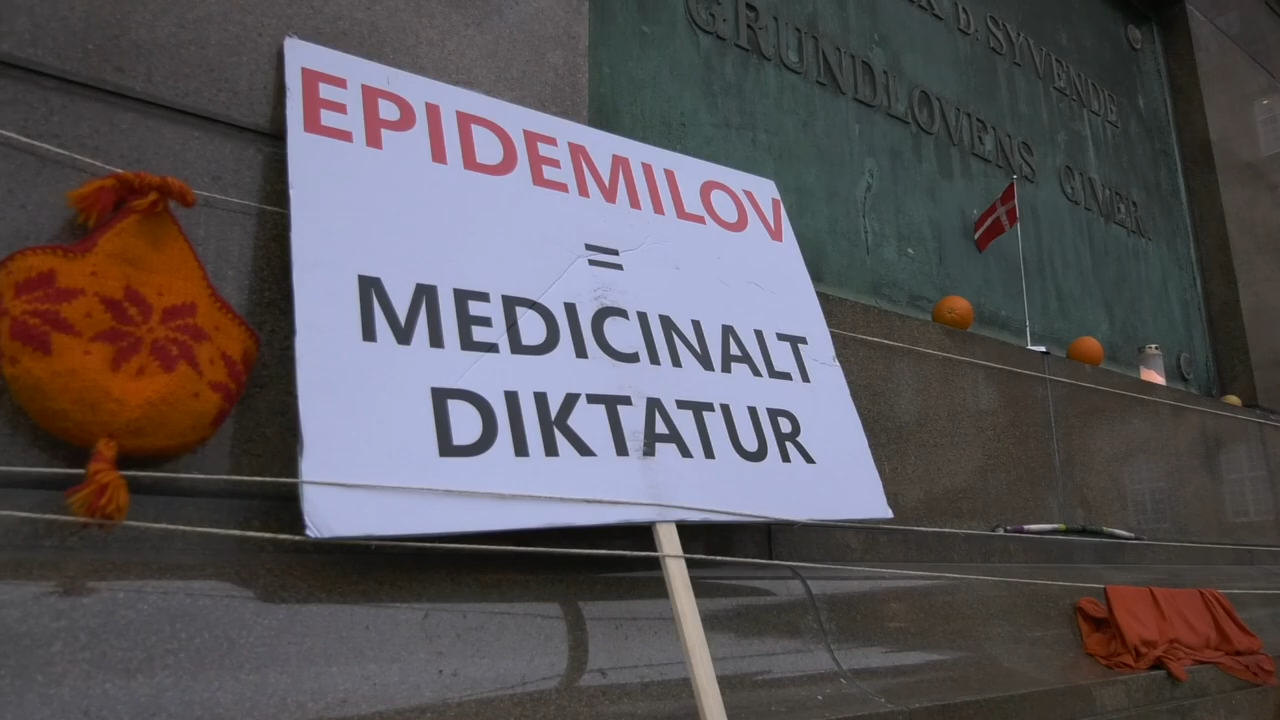 EPIDEMILOV
=
MEDICINALT
DIKTATUR
D. SYVENDE
GRUNDLOVENS GIVER.